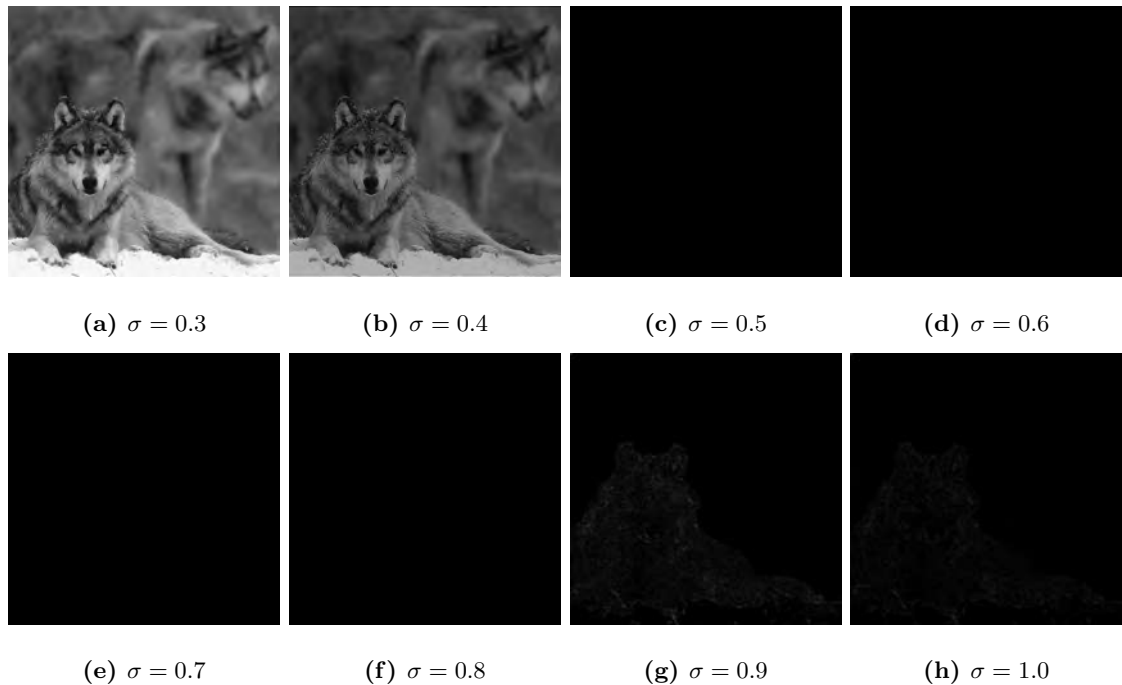 (a) σ = 0.3
(b) σ = 0.4
(c) σ = 0.5
(d) σ = 0.6
(e) σ = 0.7
(f) σ = 0.8
(g) σ = 0.9
(h) σ = 1.0